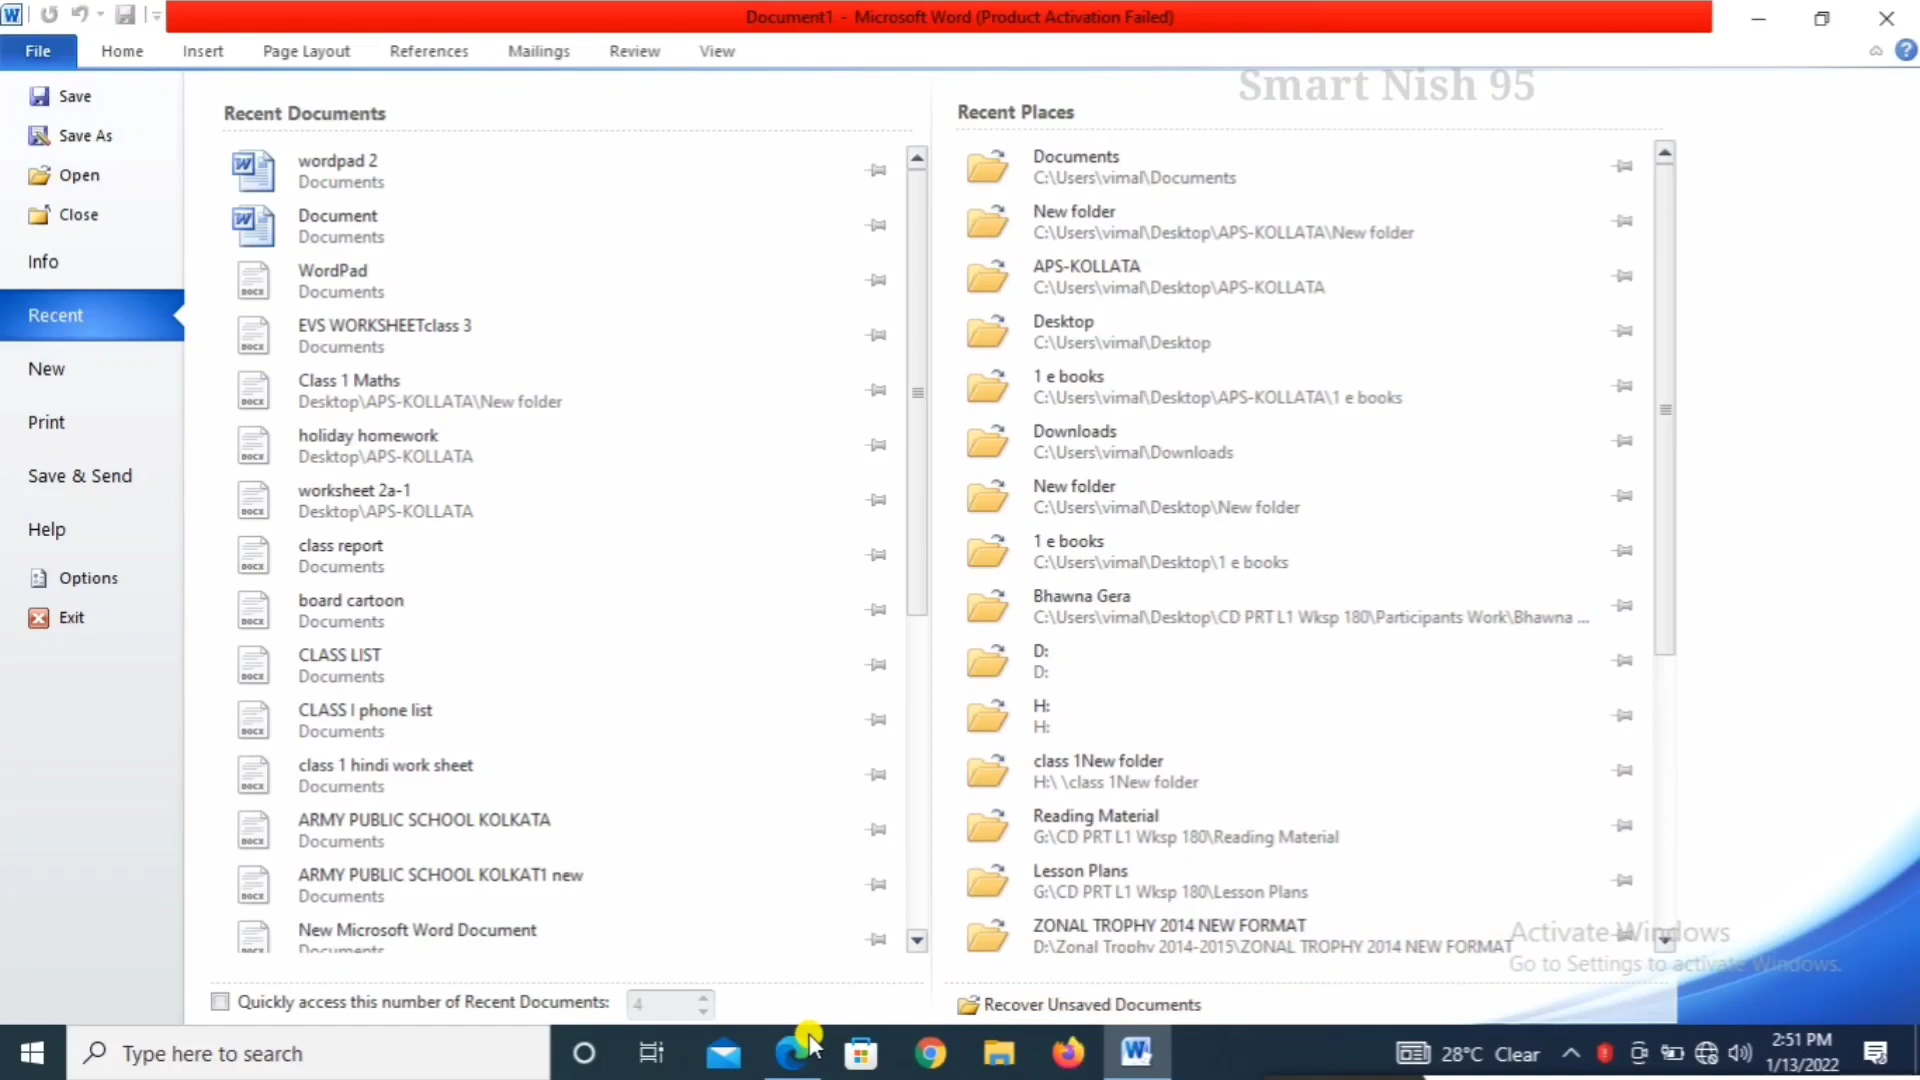 Document1 - Microsoft Word (Product Activation Failed)
File Home Insert Page Layout References Mailings Review View
Smart Nish 95
Save
Save As
Open
Close
Info
Recent
New
Print
Save & Send
Help
Options
Exit
Recent Documents
wordpad 2
Documents
Document
Documents
WordPad
Documents
EVS WORKSHEETclass 3
Documents
Class 1 Maths
Desktop\APS-KOLLATA\New folder
holiday homework
Desktop\APS-KOLLATA
worksheet 2a-1
Desktop\APS-KOLLATA
class report
Documents
board cartoon
Documents
CLASS LIST
Documents
CLASS I phone list
Documents
class 1 hindi work sheet
Documents
ARMY PUBLIC SCHOOL KOLKATA
Documents
ARMY PUBLIC SCHOOL KOLKAT1 new
Documents
New Microsoft Word Document
Documents
Quickly access this number of Recent Documents: 4
Recent Places
Documents
C:\Users\vimal\Documents
New folder
C:\Users\vimal\Desktop\APS-KOLLATA\New folder
APS-KOLLATA
C:\Users\vimal\Desktop\APS-KOLLATA
Desktop
C:\Users\vimal\Desktop
1 e books
C:\Users\vimal\Desktop\APS-KOLLATA\1 e books
Downloads
C:\Users\vimal\Downloads
New folder
C:\Users\vimal\Desktop\New folder
1 e books
C:\Users\vimal\Desktop\1 e books
Bhawna Gera
C:\Users\vimal\Desktop\CD PRT L1 Wksp 180\Participants Work\Bhawna ...
D:
D:
H:
H:
class 1New folder
H:\ \class 1New folder
Reading Material
G:\CD PRT L1 Wksp 180\Reading Material
Lesson Plans
G:\CD PRT L1 Wksp 180\Lesson Plans
ZONAL TROPHY 2014 NEW FORMAT
D:\Zonal Trophy 2014-2015\ZONAL TROPHY 2014 NEW FORMAT
Recover Unsaved Documents
Activate Windows
Go to Settings to activate Windows.
Type here to search
28°C Clear
2:51 PM
1/13/2022